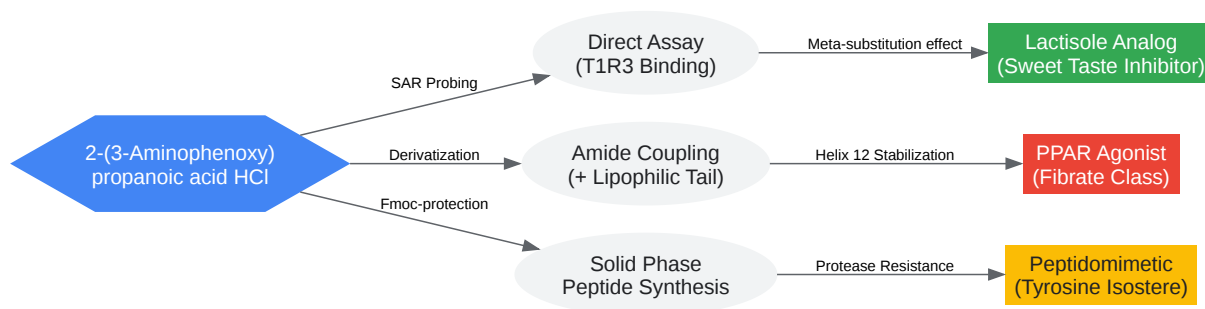 Direct Assay
(T1R3 Binding)
Meta-substitution effect
Lactisole Analog
(Sweet Taste Inhibitor)
SAR Probing
2-(3-Aminophenoxy)
propanoic acid HCl
Derivatization
Amide Coupling
(+ Lipophilic Tail)
Helix 12 Stabilization
PPAR Agonist
(Fibrate Class)
Fmoc-protection
Solid Phase
Peptide Synthesis
Protease Resistance
Peptidomimetic
(Tyrosine Isostere)